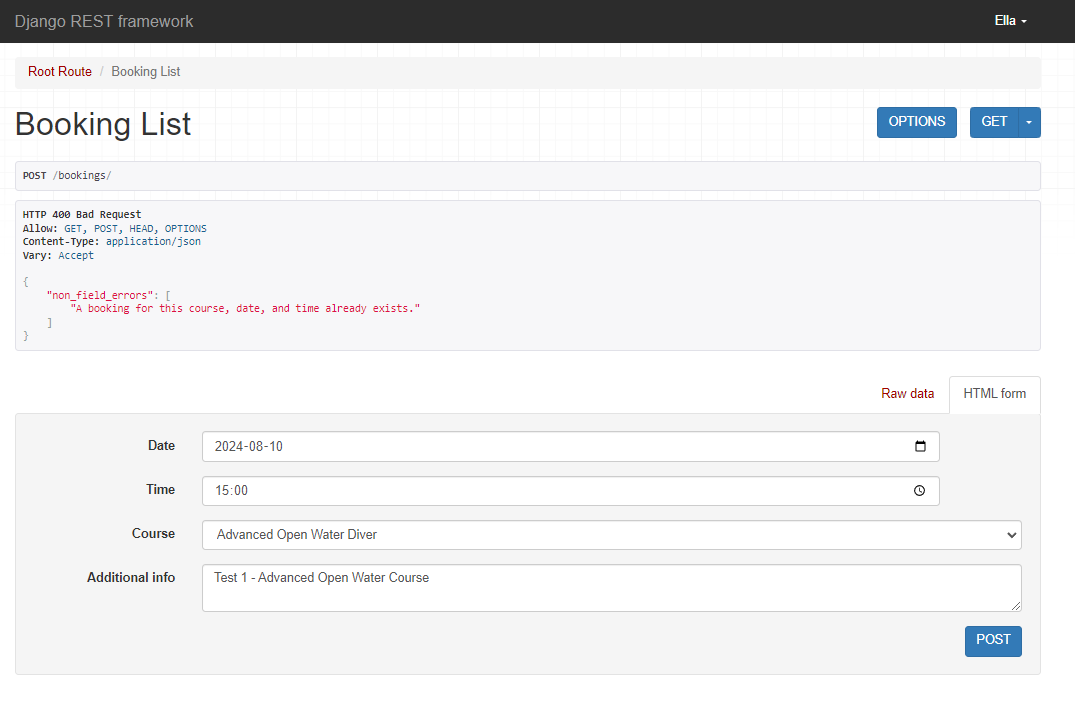 Django REST framework
Ella
Root Route / Booking List
Booking List
OPTIONS
GET
POST /bookings/
HTTP 400 Bad Request
Allow: GET, POST, HEAD, OPTIONS
Content-Type: application/json
Vary: Accept
{
"non_field_errors": [
"A booking for this course, date, and time already exists."
]
}
Raw data
HTML form
Date
2024-08-10
Time
15:00
Course
Advanced Open Water Diver
Additional info
Test 1 - Advanced Open Water Course
POST